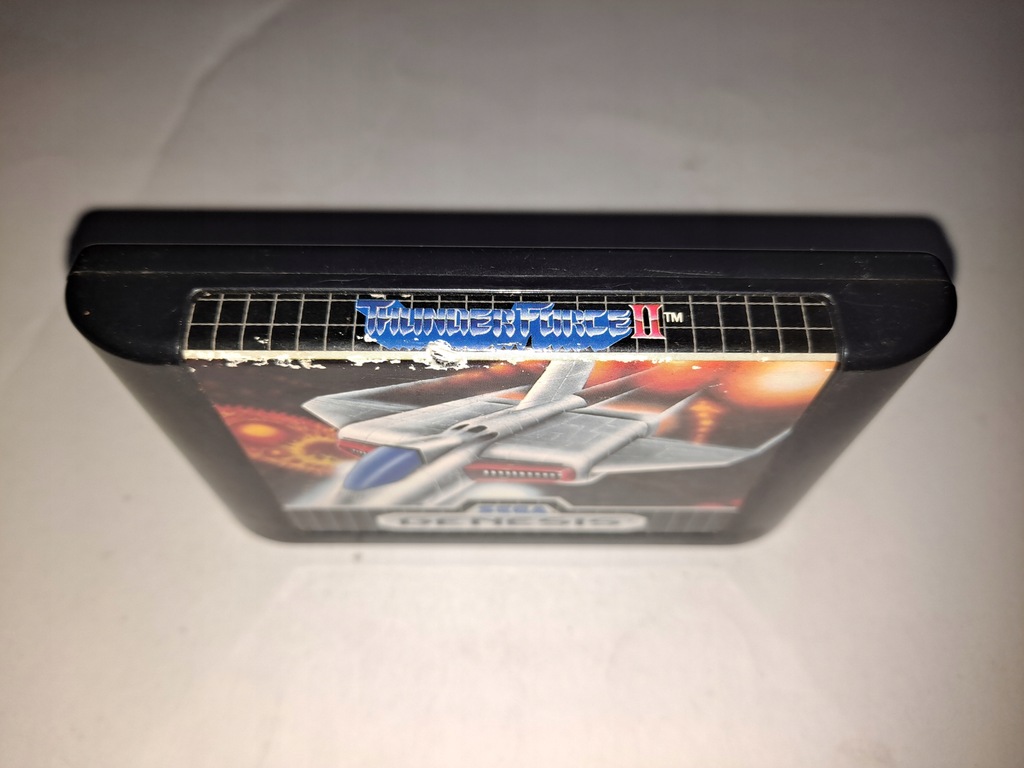 THUNDER FORCE II™
SEGA
GENESIS